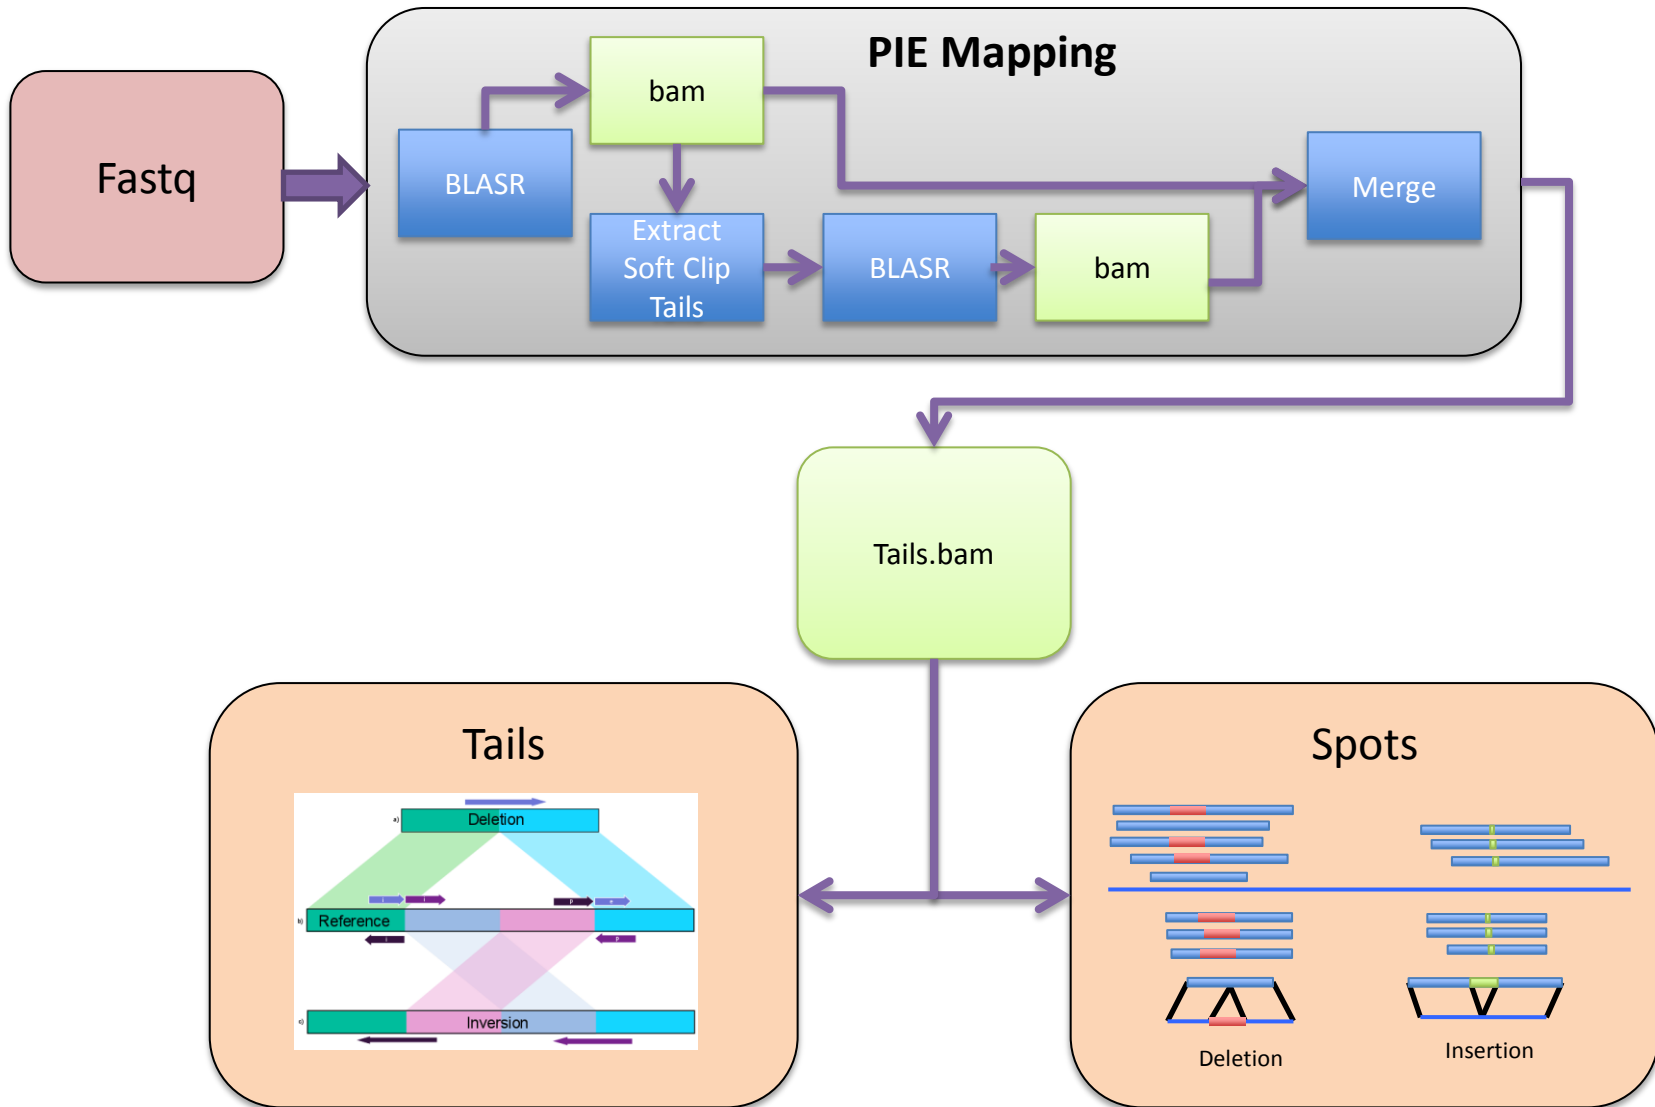 PIE Mapping
Fastq
bam
BLASR
Merge
Extract
Soft Clip
Tails
BLASR
bam
Tails.bam
Tails
a)
Deletion
b)
Reference
c)
Inversion
Spots
Deletion
Insertion